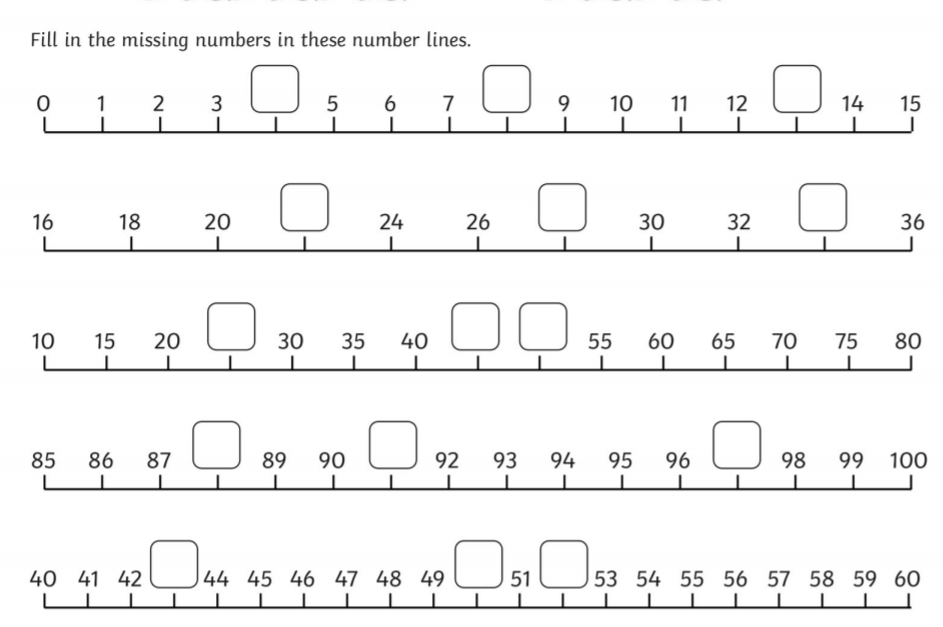 Fill in the missing numbers in these number lines.
0 1 2 3 5 6 7 9 10 11 12 14 15
16 18 20 24 26 30 32 36
10 15 20 30 35 40 55 60 65 70 75 80
85 86 87 89 90 92 93 94 95 96 98 99 100
40 41 42 44 45 46 47 48 49 51 53 54 55 56 57 58 59 60